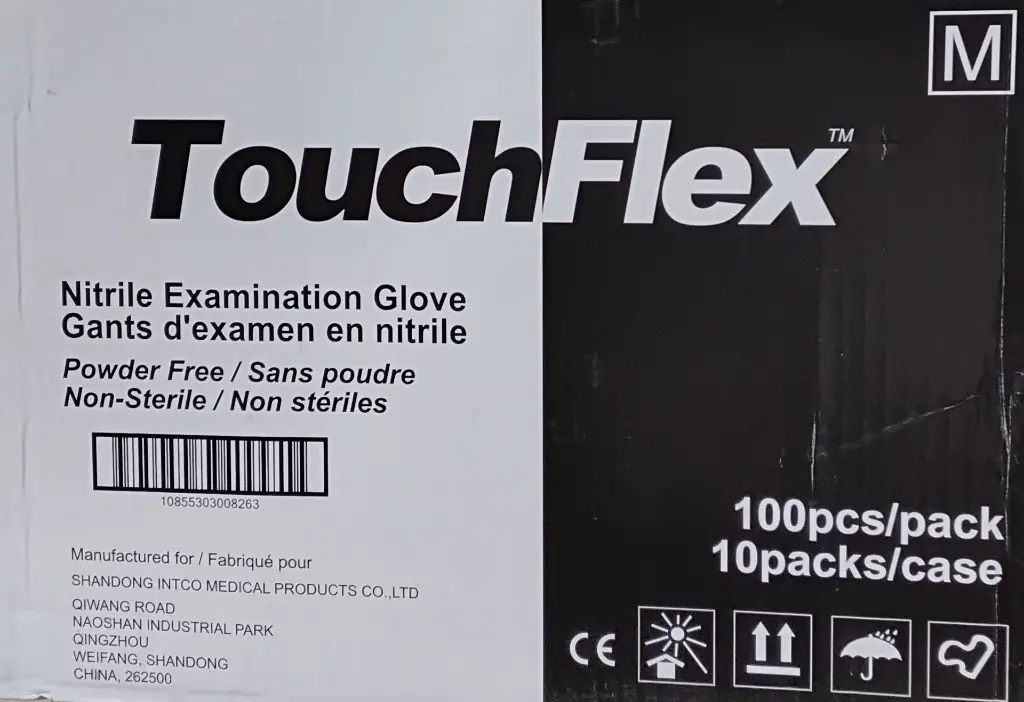 M
TouchFlex™
Nitrile Examination Glove
Gants d'examen en nitrile
Powder Free / Sans poudre
Non-Sterile / Non stériles
10855303008263
100pcs/pack
10packs/case
Manufactured for / Fabriqué pour
SHANDONG INTCO MEDICAL PRODUCTS CO.,LTD
QIWANG ROAD
NAOSHAN INDUSTRIAL PARK
QINGZHOU
WEIFANG, SHANDONG
CHINA, 262500
CE